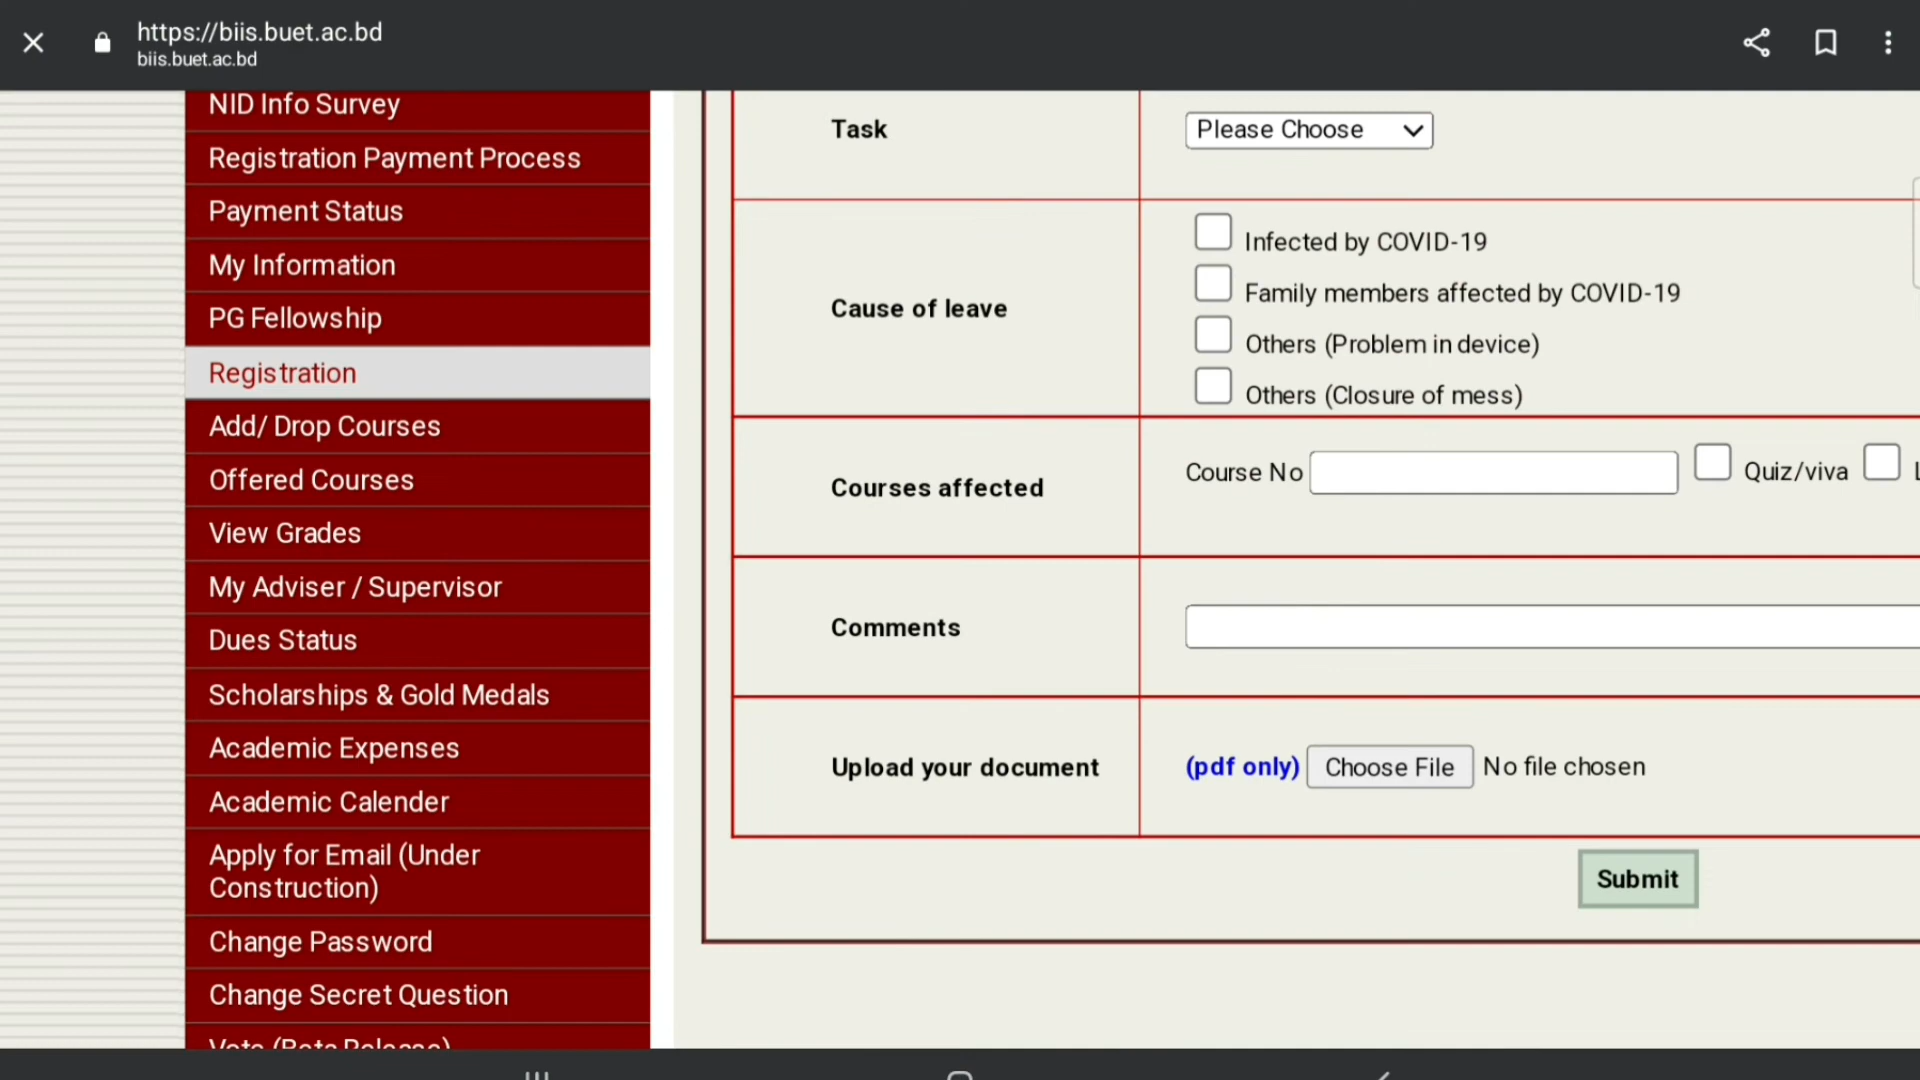 https://biis.buet.ac.bd
biis.buet.ac.bd
NID Info Survey
Registration Payment Process
Payment Status
My Information
PG Fellowship
Registration
Add/ Drop Courses
Offered Courses
View Grades
My Adviser / Supervisor
Dues Status
Scholarships & Gold Medals
Academic Expenses
Academic Calender
Apply for Email (Under
Construction)
Change Password
Change Secret Question
Vote (Beta Release)
Task
Please Choose
Cause of leave
Infected by COVID-19
Family members affected by COVID-19
Others (Problem in device)
Others (Closure of mess)
Courses affected
Course No Quiz/viva
Comments
Upload your document
(pdf only) Choose File No file chosen
Submit